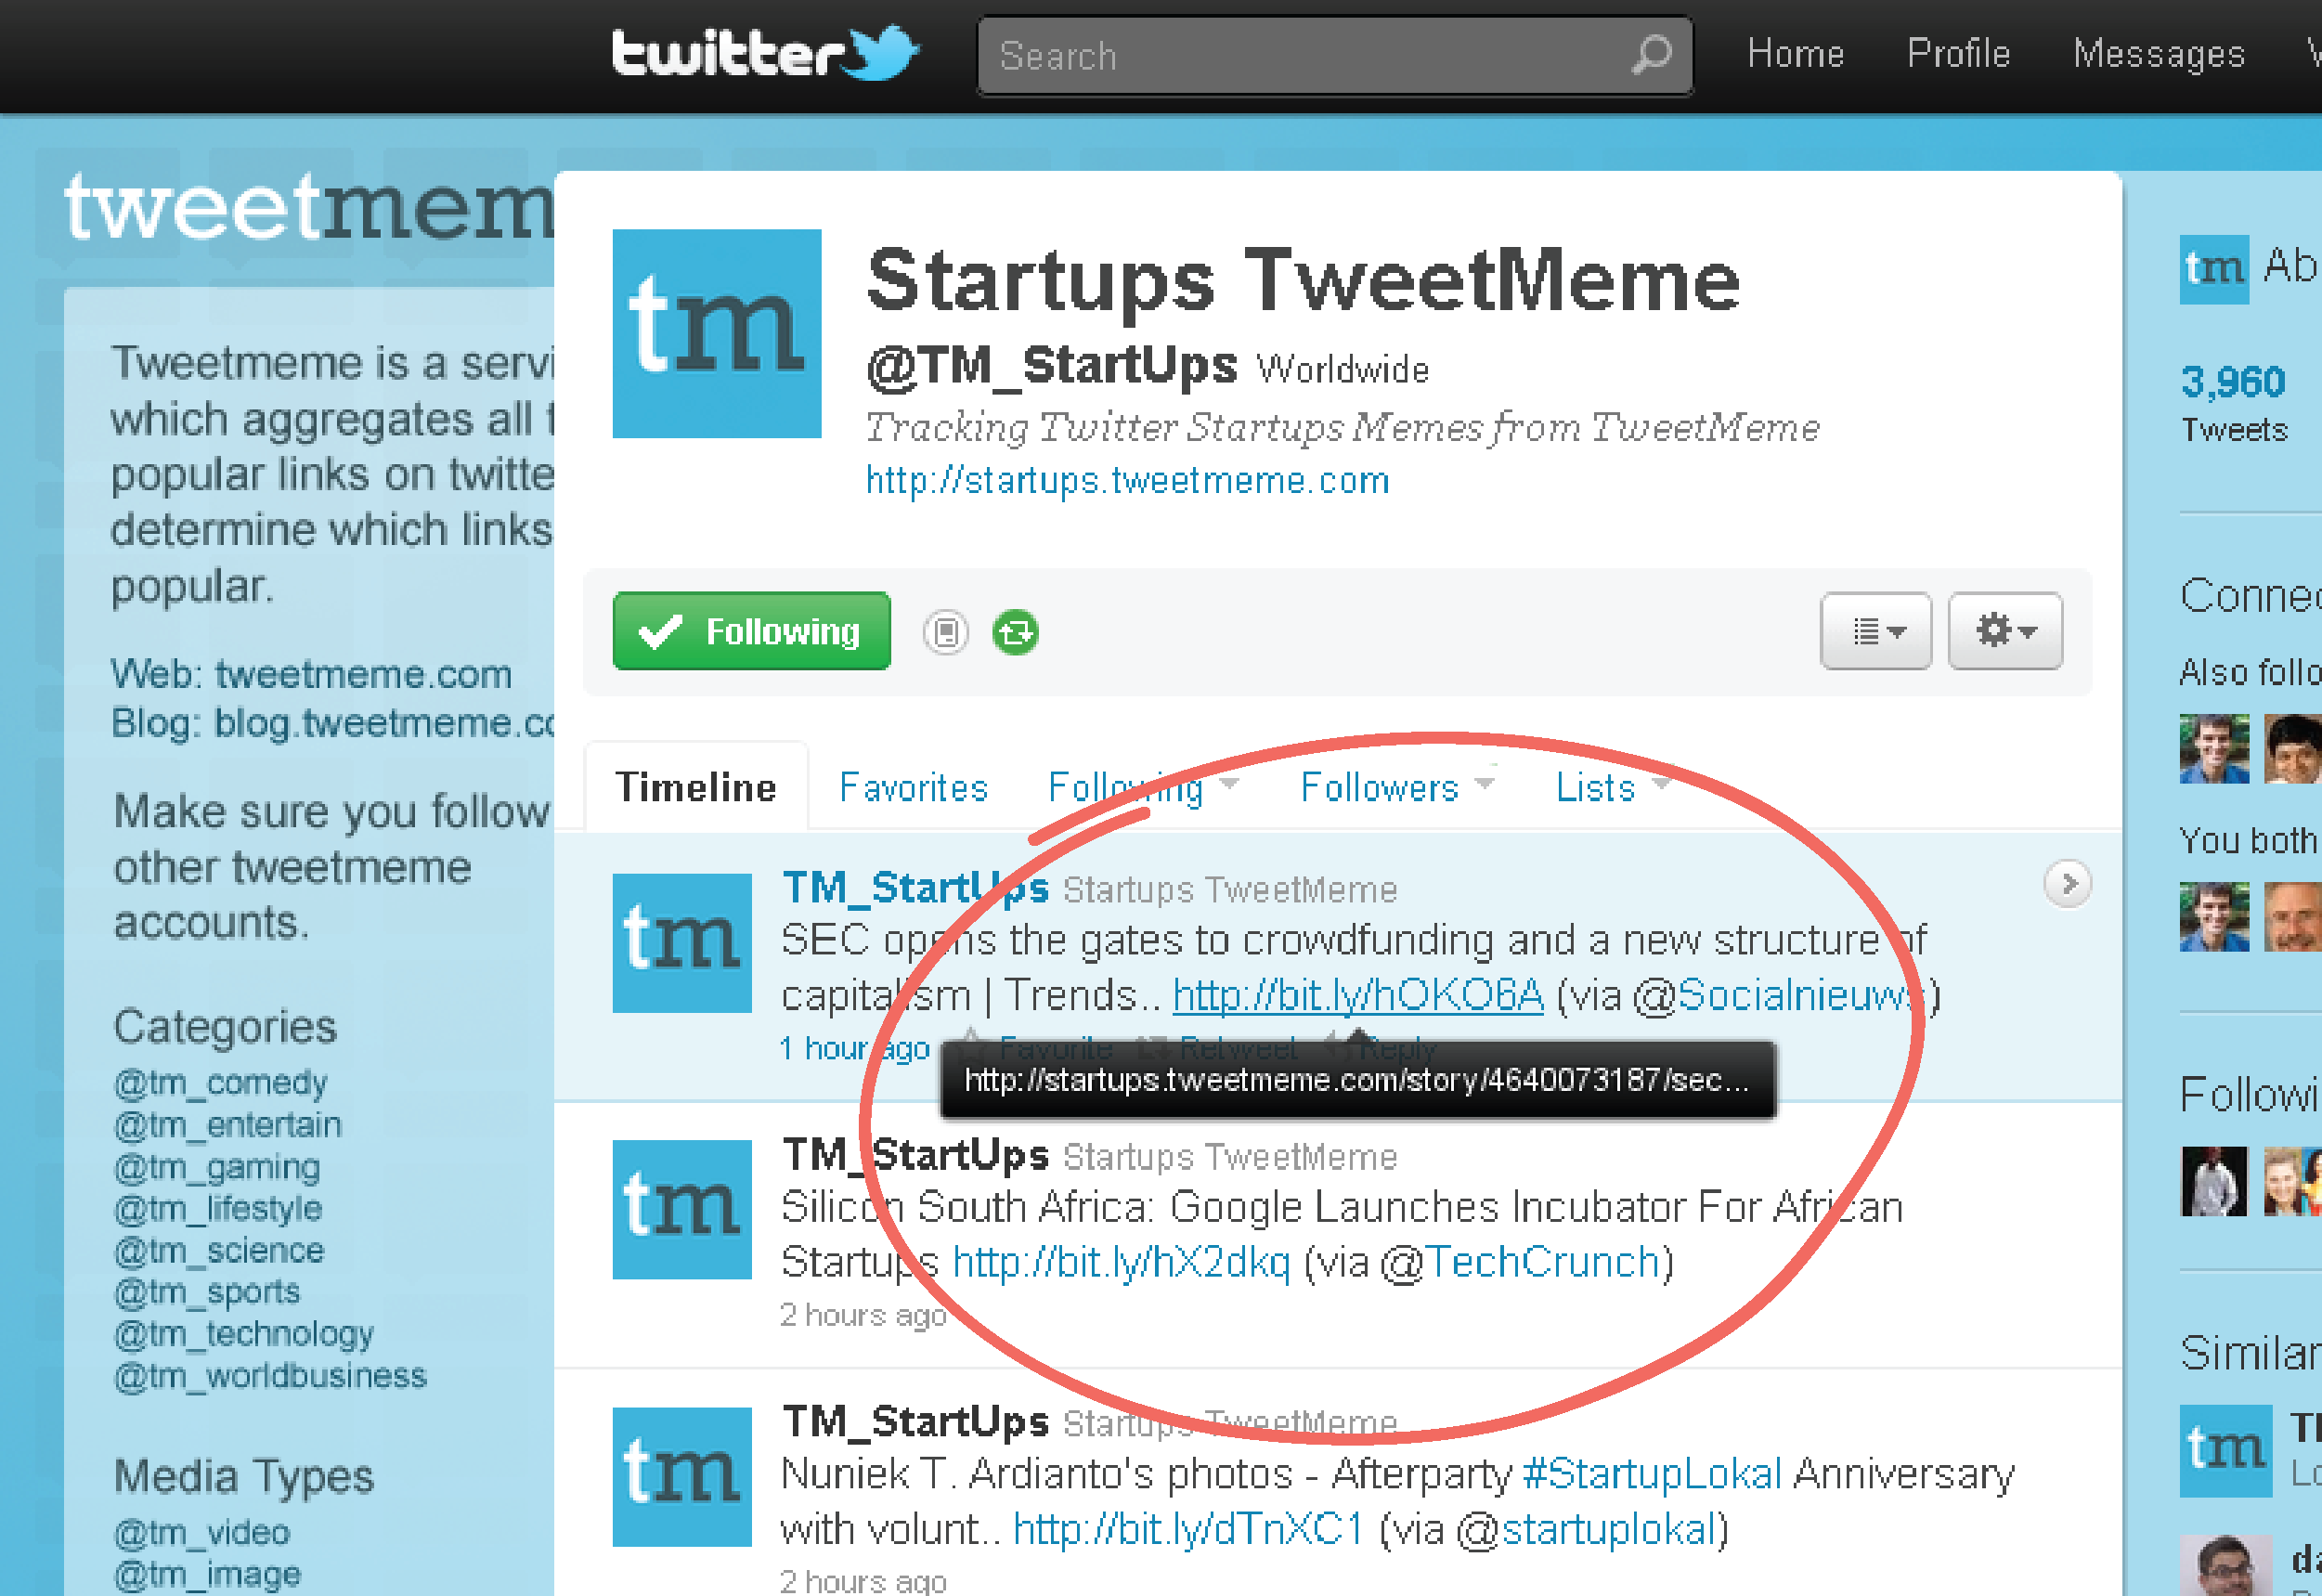 twitter Search Home Profile Messages
tweetmem
Tweetmeme is a servi
which aggregates all t
popular links on twitte
determine which links
popular.
Web: tweetmeme.com
Blog: blog.tweetmeme.co
Make sure you follow
other tweetmeme
accounts.
Categories
@tm_comedy
@tm_entertain
@tm_gaming
@tm_lifestyle
@tm_science
@tm_sports
@tm_technology
@tm_worldbusiness
Media Types
@tm_video
@tm_image
tm
Startups TweetMeme
@TM_StartUps Worldwide
Tracking Twitter Startups Memes from TweetMeme
http://startups.tweetmeme.com
Following
Timeline Favorites Following Followers Lists
tm
TM_StartUps Startups TweetMeme
SEC opens the gates to crowdfunding and a new structure of
capitalism | Trends.. http://bit.ly/hOKO6A (via @Socialnieuws)
1 hour ago Favorite Retweet Reply
http://startups.tweetmeme.com/story/4640073187/sec...
tm
TM_StartUps Startups TweetMeme
Silicon South Africa: Google Launches Incubator For African
Startups http://bit.ly/hX2dkq (via @TechCrunch)
2 hours ago
tm
TM_StartUps Startups TweetMeme
Nuniek T. Ardianto's photos - Afterparty #StartupLokal Anniversary
with volunt.. http://bit.ly/dTnXC1 (via @startuplokal)
2 hours ago
tm Ab
3,960
Tweets
Connec
Also follo
You both
Followi
Similar
tm